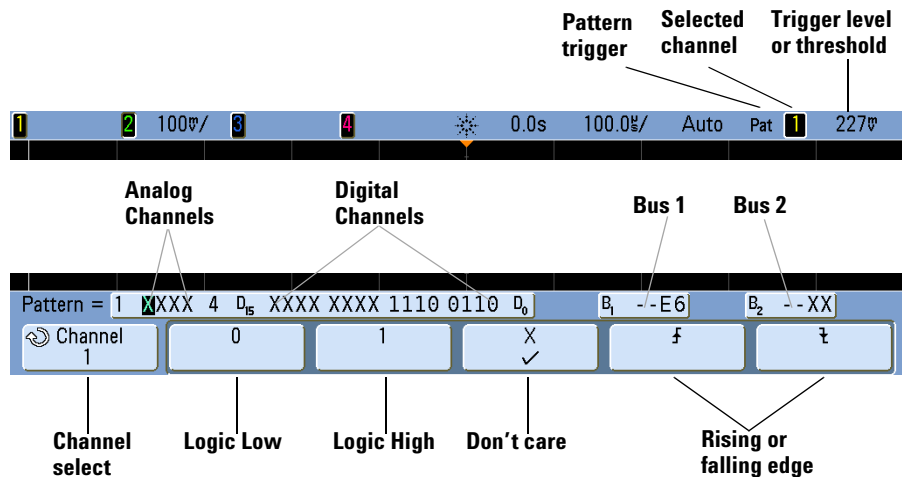 Pattern trigger
Selected channel
Trigger level or threshold
1 2 100mV/ 3 4 0.0s 100.0µs/ Auto Pat 1 227mV
Analog Channels
Digital Channels
Bus 1
Bus 2
Pattern = 1 XXXX 4 D15 XXXX XXXX 1110 0110 D0 B1 --E6 B2 --XX
Channel 1
0
1
X
Channel select
Logic Low
Logic High
Don't care
Rising or falling edge